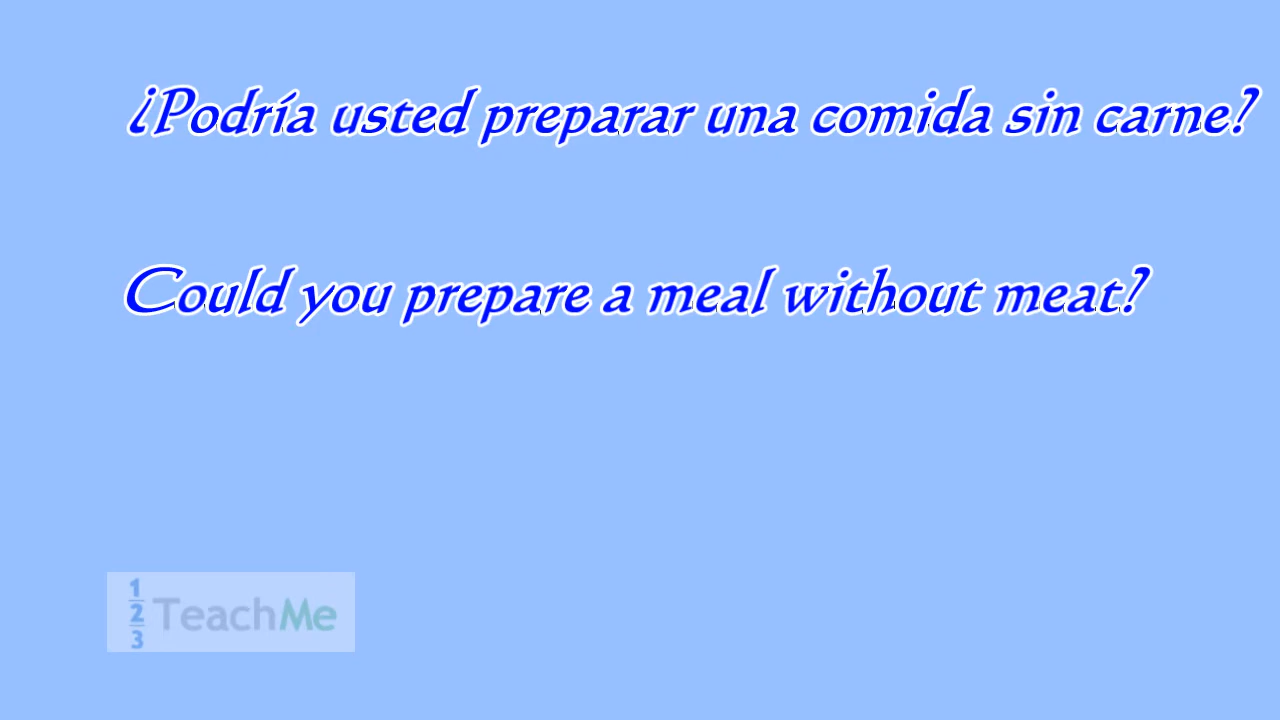 ¿Podría usted preparar una comida sin carne?
Could you prepare a meal without meat?
1
2
3
TeachMe